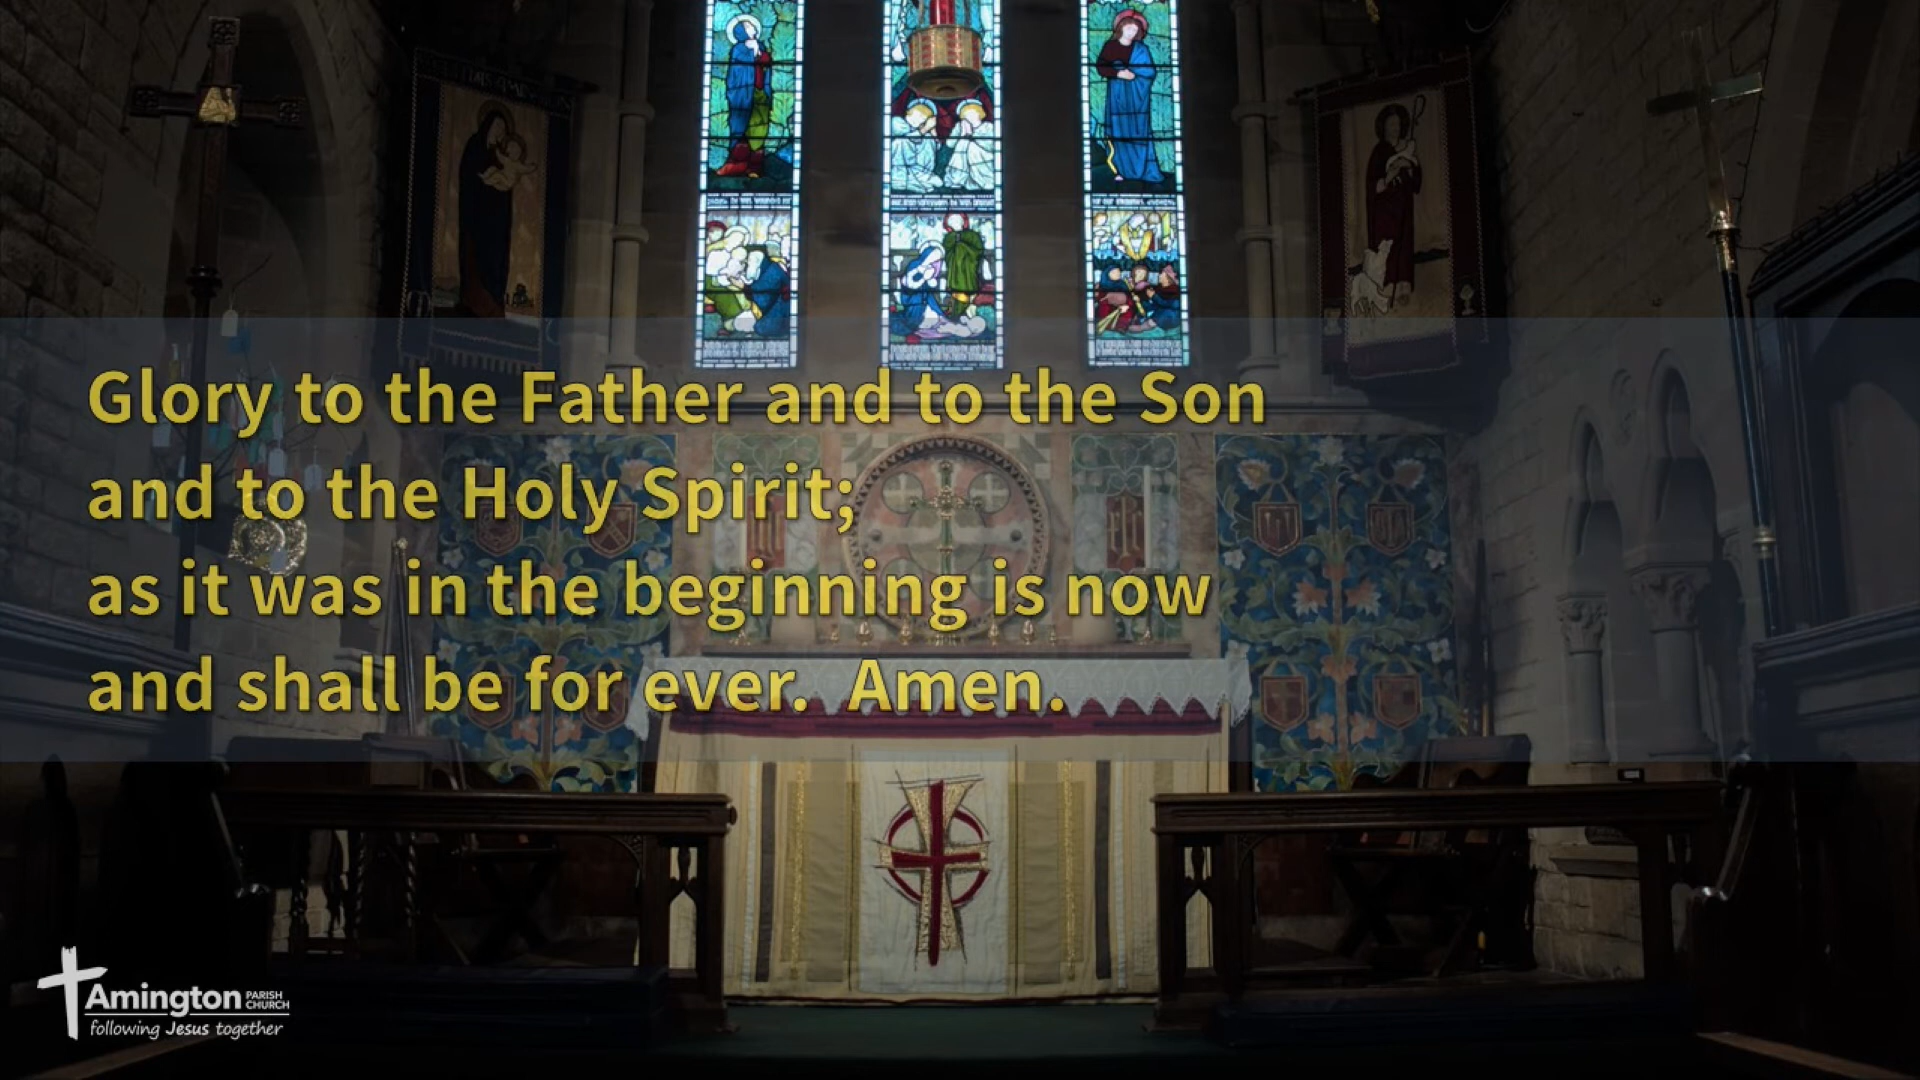 Glory to the Father and to the Son
and to the Holy Spirit;
as it was in the beginning is now
and shall be for ever.  Amen.
Amington PARISH CHURCH
following Jesus together